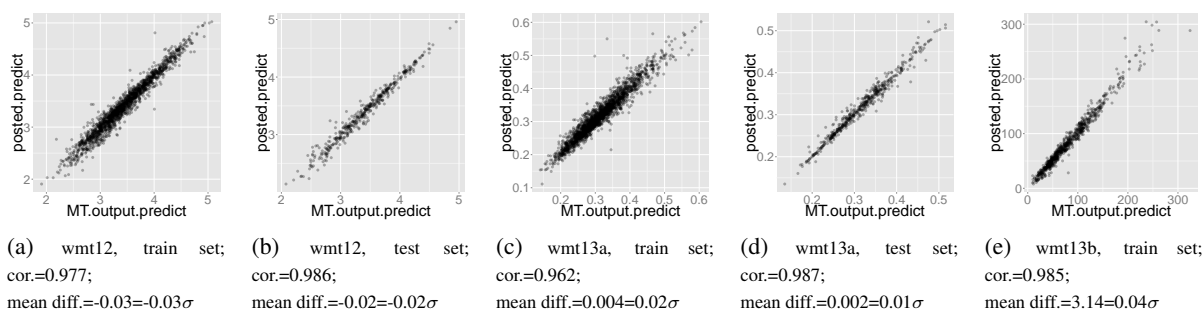 5
4
3
2
2
3
4
5
posted.predict
MT.output.predict
5
4
3
2
3
4
5
posted.predict
MT.output.predict
0.6
0.5
0.4
0.3
0.2
0.1
0.2
0.3
0.4
0.5
0.6
posted.predict
MT.output.predict
0.5
0.4
0.3
0.2
0.2
0.3
0.4
0.5
posted.predict
MT.output.predict
300
200
100
0
0
100
200
300
posted.predict
MT.output.predict
(a) wmt12, train set;
cor.=0.977;
mean diff.=-0.03=-0.03σ
(b) wmt12, test set;
cor.=0.986;
mean diff.=-0.02=-0.02σ
(c) wmt13a, train set;
cor.=0.962;
mean diff.=0.004=0.02σ
(d) wmt13a, test set;
cor.=0.987;
mean diff.=0.002=0.01σ
(e) wmt13b, train set;
cor.=0.985;
mean diff.=3.14=0.04σ